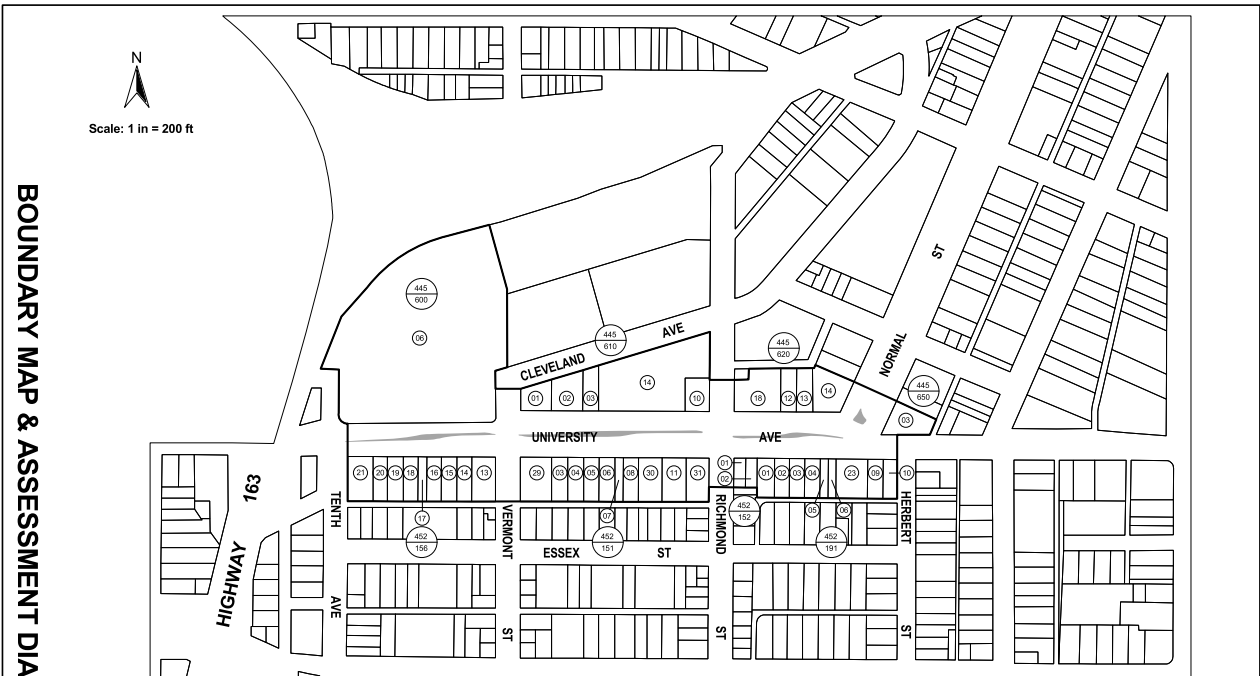 N
Scale: 1 in = 200 ft
BOUNDARY MAP & ASSESSMENT DIA
445
600
06
445
610
CLEVELAND AVE
445
620
NORMAL ST
445
650
01 02 03 14 10 18 12 13 14 03
UNIVERSITY AVE
21 20 19 18 16 15 14 13 29 03 04 05 06 08 30 11 31 01 02 01 02 03 04 23 09 10
17 07 05 06
HIGHWAY 163
TENTH AVE
VERMONT ST
RICHMOND ST
HERBERT ST
452
156
452
151
452
152
452
191
ESSEX ST